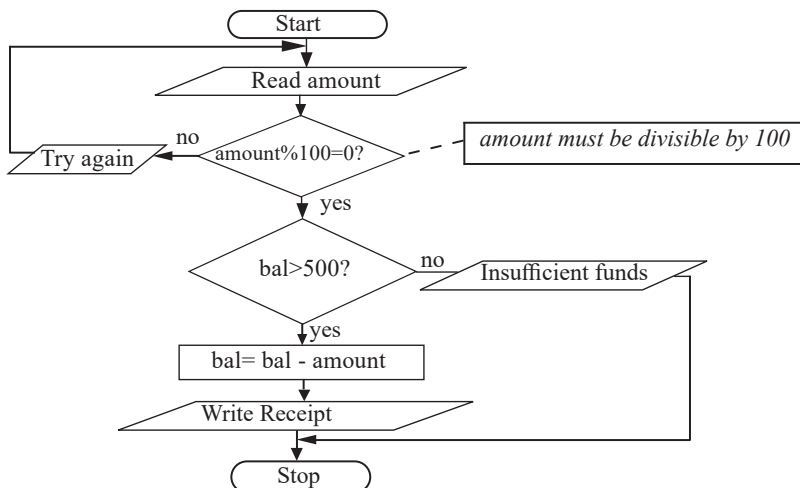 Start
Read amount
no
Try again
amount%100=0?
amount must be divisible by 100
yes
bal>500?
no
Insufficient funds
yes
bal= bal - amount
Write Receipt
Stop